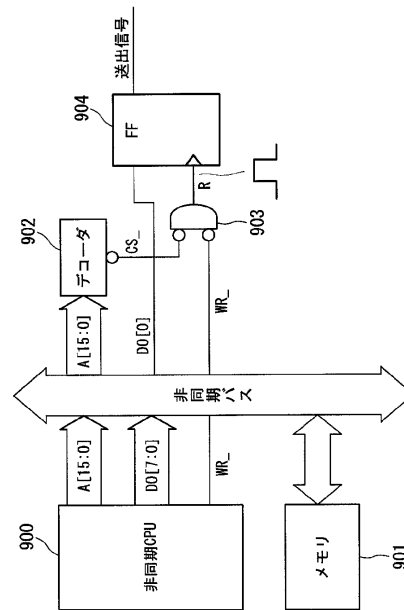 900
非同期CPU
A[15:0]
DO[7:0]
WR_
メモリ
901
非同期バス
A[15:0]
デコーダ
902
CS_
DO[0]
WR_
903
R
FF
904
送出信号